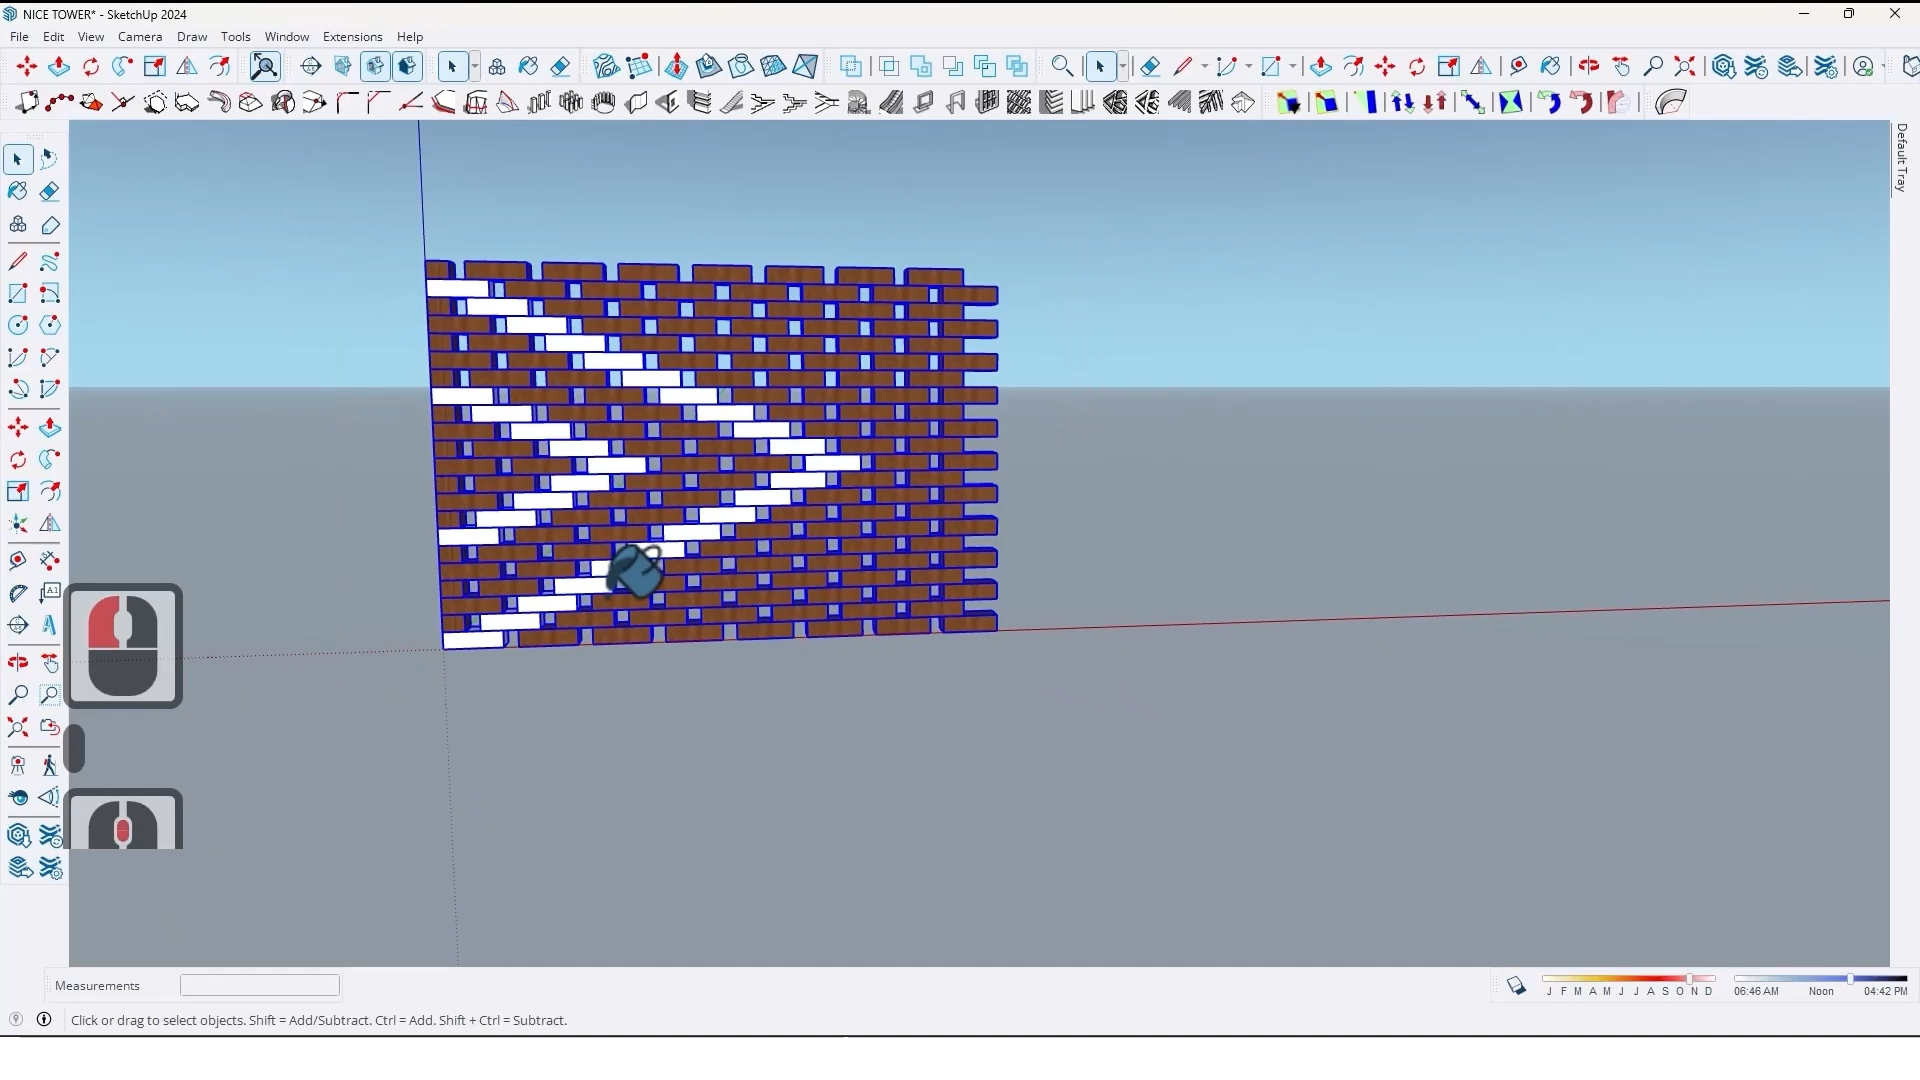 NICE TOWER* - SketchUp 2024
File Edit View Camera Draw Tools Window Extensions Help
Default Tray
A1
A
Measurements
J F M A M J J A S O N D
06:46 AM Noon 04:42 PM
Click or drag to select objects. Shift = Add/Subtract. Ctrl = Add. Shift + Ctrl = Subtract.